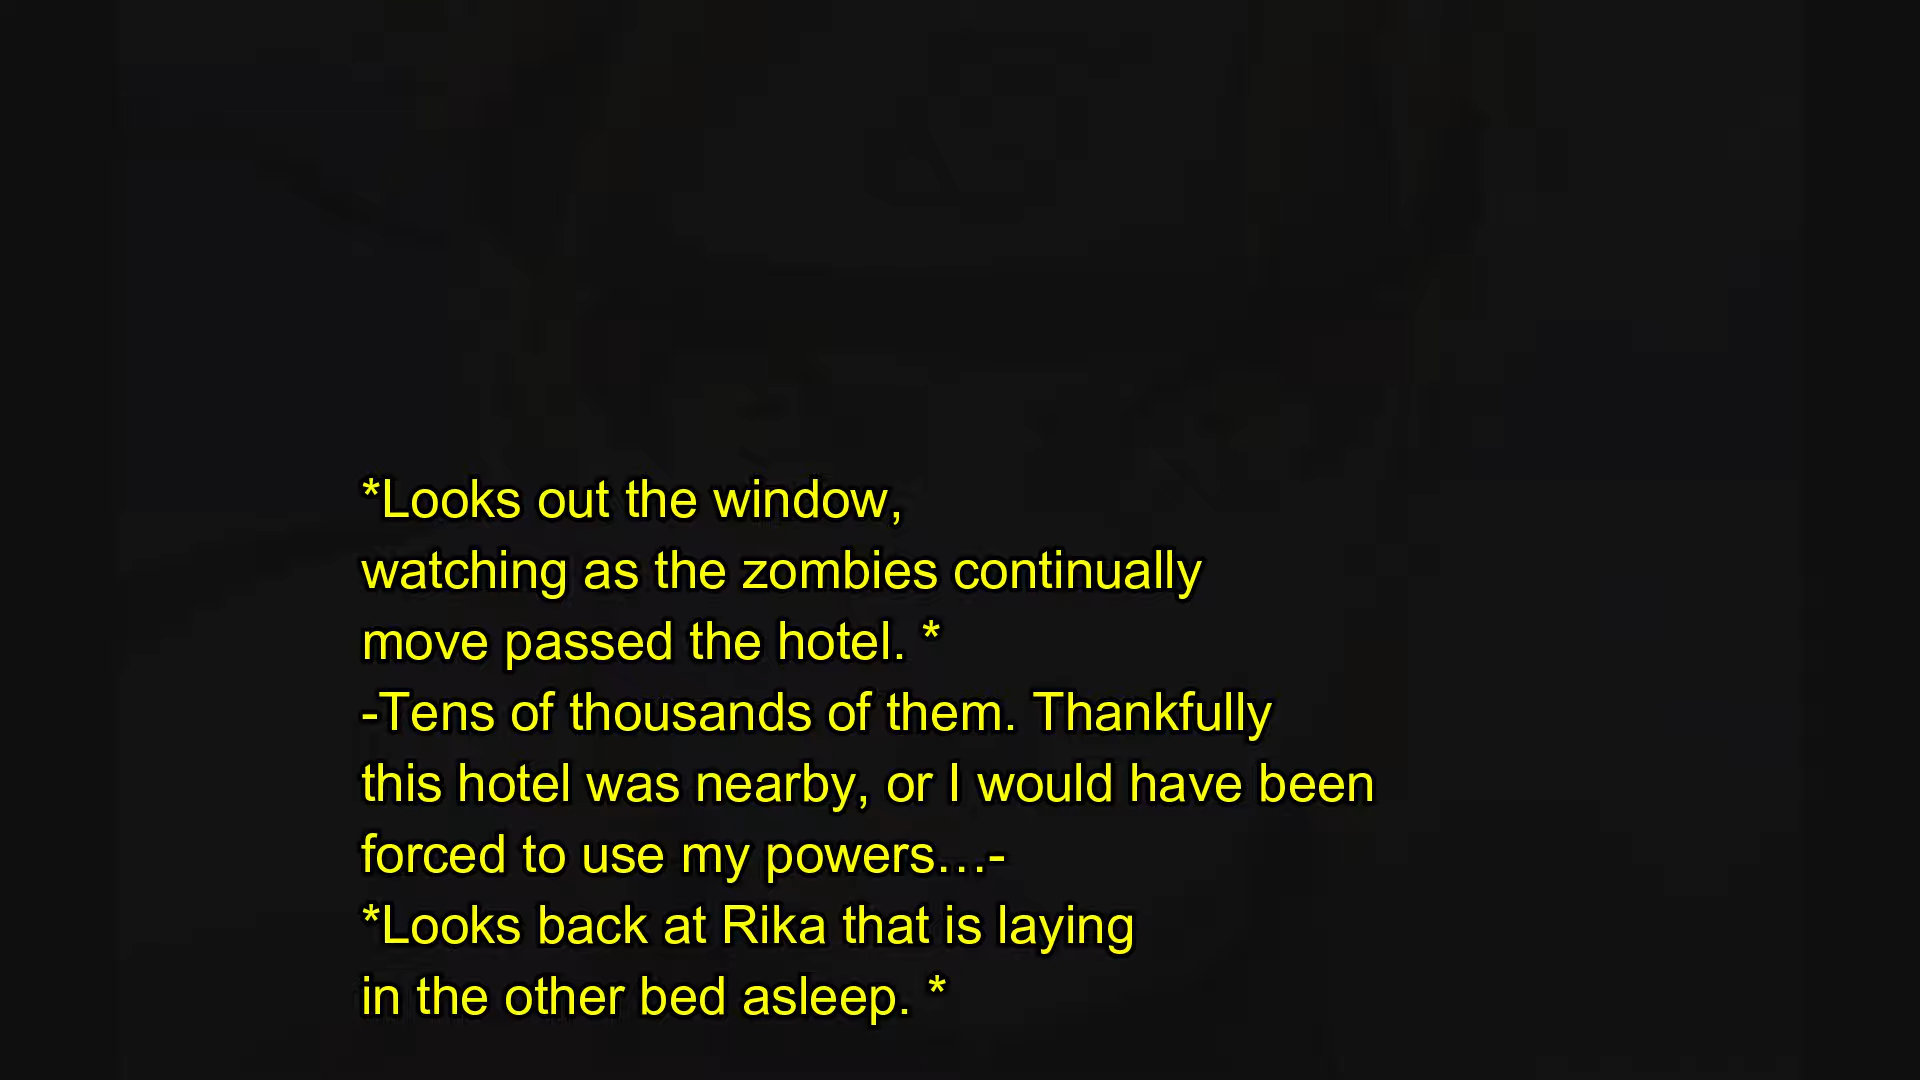 *Looks out the window,
watching as the zombies continually
move passed the hotel. *
-Tens of thousands of them. Thankfully
this hotel was nearby, or I would have been
forced to use my powers...-
*Looks back at Rika that is laying
in the other bed asleep. *